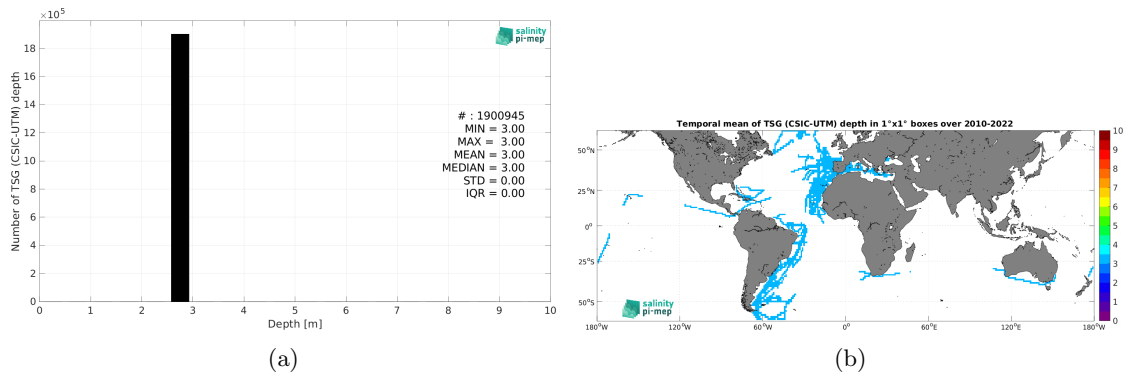 ×10⁵
18
16
14
12
10
8
6
4
2
0
Number of TSG (CSIC-UTM) depth
salinity
pi-mep
# : 1900945
MIN = 3.00
MAX = 3.00
MEAN = 3.00
MEDIAN = 3.00
STD = 0.00
IQR = 0.00
0 1 2 3 4 5 6 7 8 9 10
Depth [m]
(a)
Temporal mean of TSG (CSIC-UTM) depth in 1°x1° boxes over 2010-2022
50°N
25°N
0°
25°S
50°S
180°W 120°W 60°W 0° 60°E 120°E 180°E
salinity
pi-mep
10
9
8
7
6
5
4
3
2
1
0
(b)